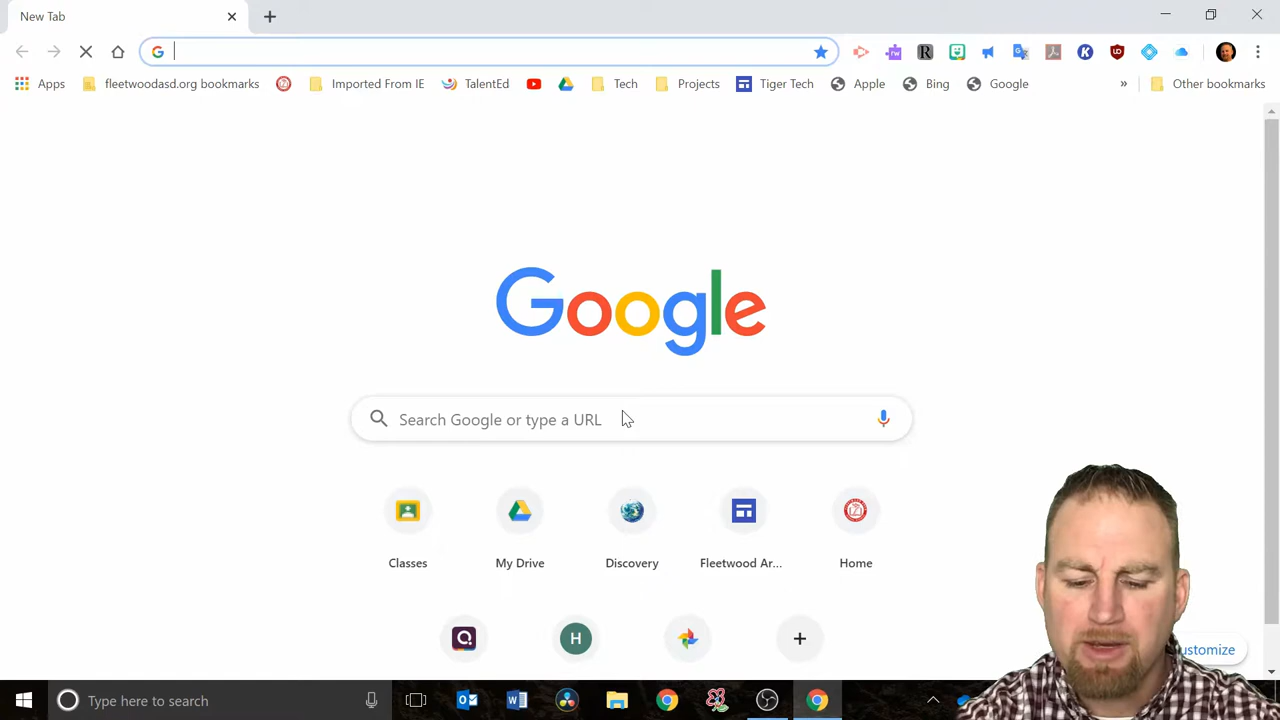 New Tab
Apps fleetwoodasd.org bookmarks Imported From IE TalentEd Tech Projects Tiger Tech Apple Bing Google » Other bookmarks
Google
Search Google or type a URL
Classes My Drive Discovery Fleetwood Ar... Home
H
ustomize
Type here to search